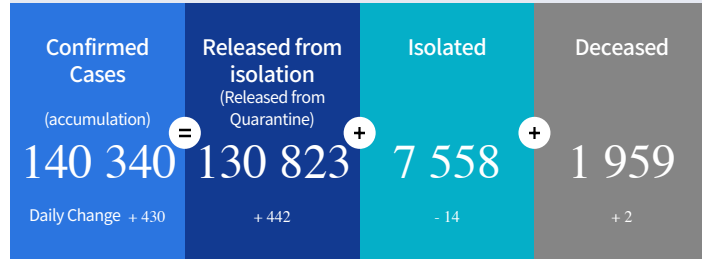 Confirmed
Cases
(accumulation)
140 340
Daily Change + 430
=
Released from
isolation
(Released from
Quarantine)
130 823
+ 442
+
Isolated
7 558
- 14
+
Deceased
1 959
+ 2